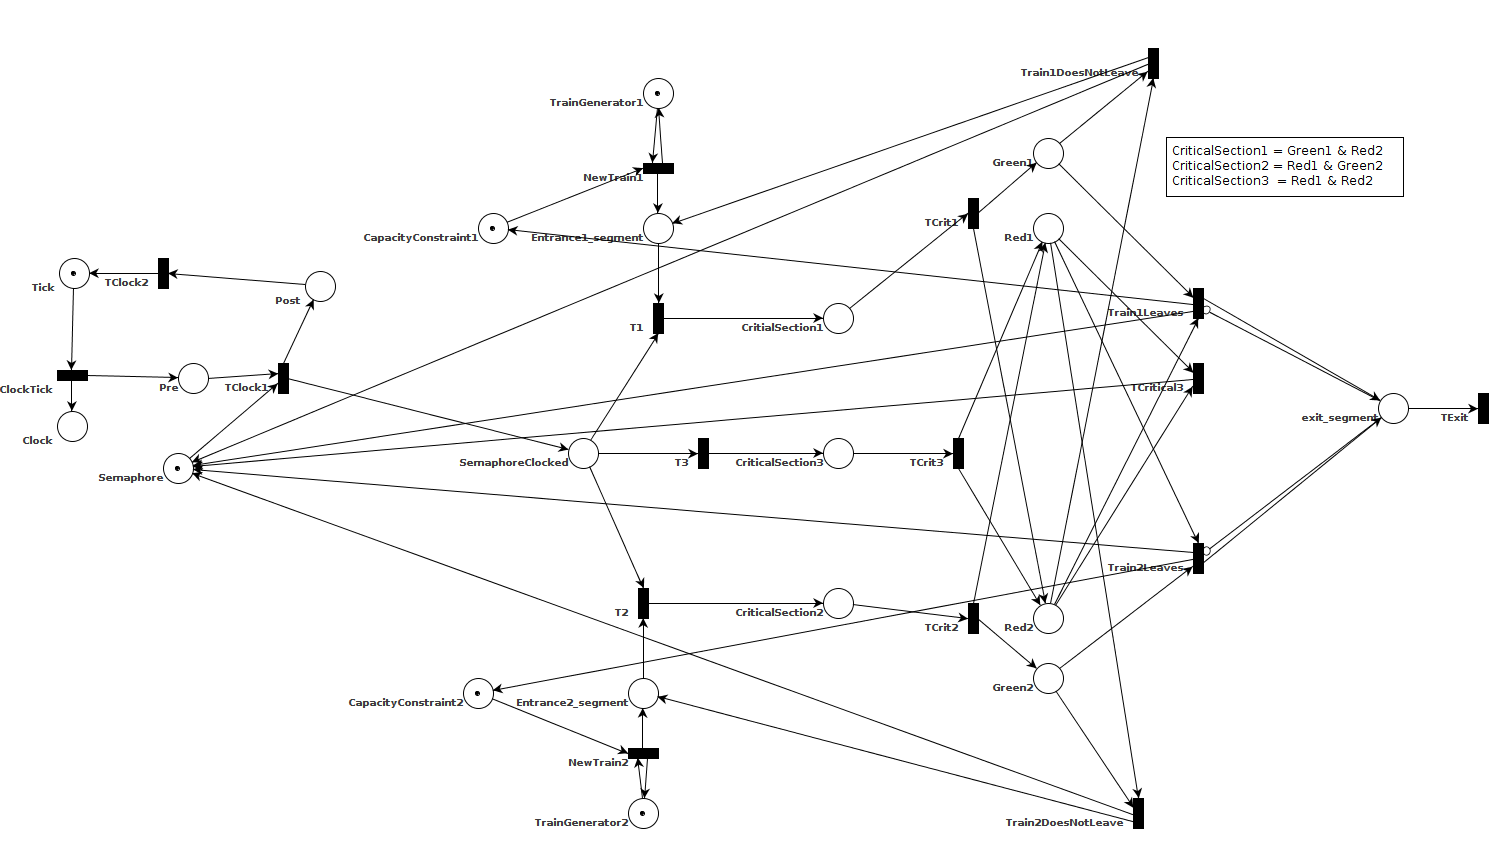 Train1DoesNotLeave
TrainGenerator1
CriticalSection1 = Green1 & Red2
CriticalSection2 = Red1 & Green2
CriticalSection3 = Red1 & Red2
Green1
NewTrain1
TCrit1
CapacityConstraint1
Entrance1_segment
Red1
Tick
TClock2
Post
T1
CritialSection1
Train1Leaves
ClockTick
Pre
TClock1
TCritical3
exit_segment
TExit
Clock
Semaphore
SemaphoreClocked
T3
CriticalSection3
TCrit3
Train2Leaves
T2
CriticalSection2
TCrit2
Red2
Green2
CapacityConstraint2
Entrance2_segment
NewTrain2
TrainGenerator2
Train2DoesNotLeave